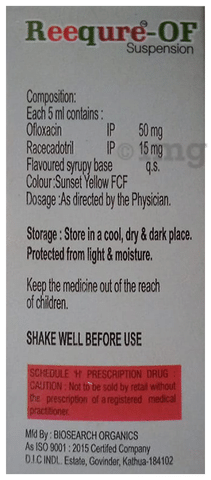 Reequre-OF
Suspension
Composition:
Each 5 ml contains :
Ofloxacin IP 50 mg
Racecadotril IP 15 mg
Flavoured syrupy base q.s.
Colour :Sunset Yellow FCF
Dosage :As directed by the Physician.
Storage : Store in a cool, dry & dark place.
Protected from light & moisture.
Keep the medicine out of the reach
of children.
SHAKE WELL BEFORE USE
SCHEDULE 'H' PRESCRIPTION DRUG
CAUTION : Not to be sold by retail without
the prescription of a registered medical
practitioner.
Mfd By : BIOSEARCH ORGANICS
As ISO 9001 : 2015 Certifed Company
D.I.C INDL. Estate, Govinder, Kathua-184102